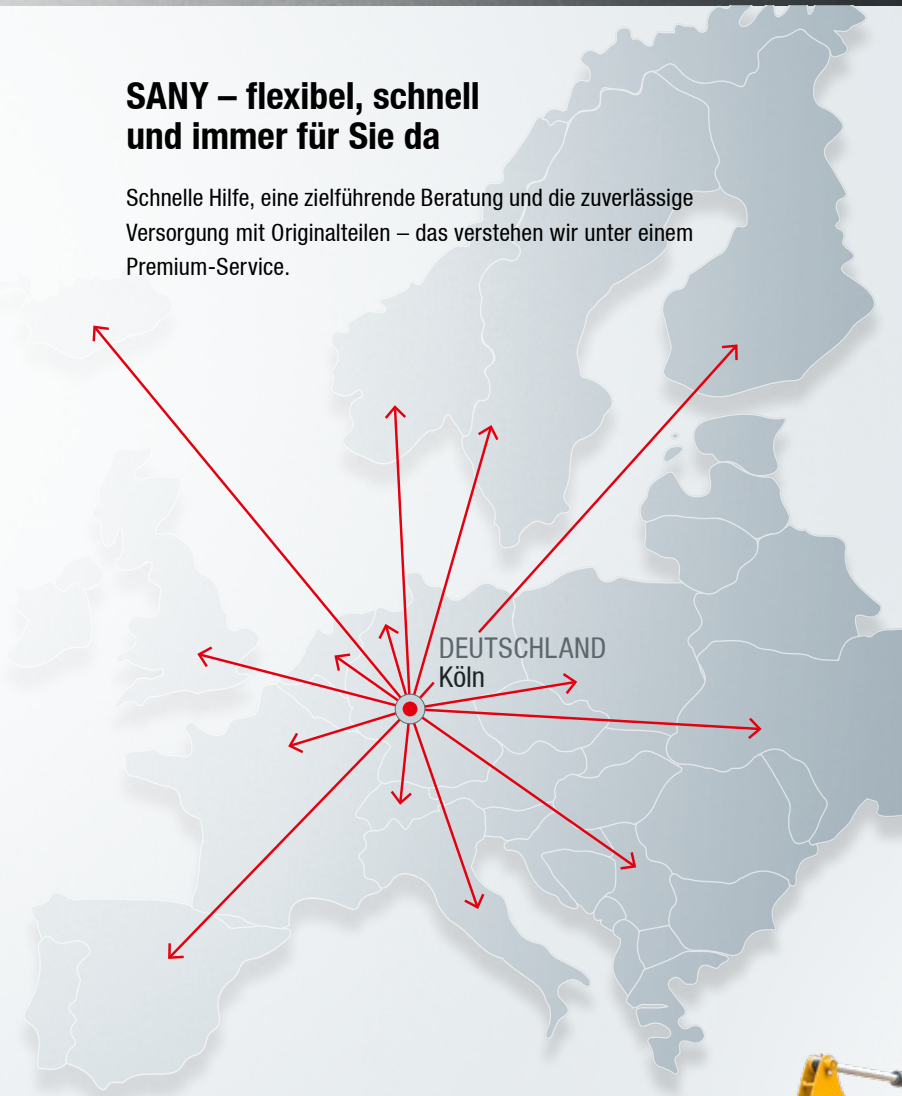 SANY – flexibel, schnell
und immer für Sie da
Schnelle Hilfe, eine zielführende Beratung und die zuverlässige
Versorgung mit Originalteilen – das verstehen wir unter einem
Premium-Service.
DEUTSCHLAND
Köln